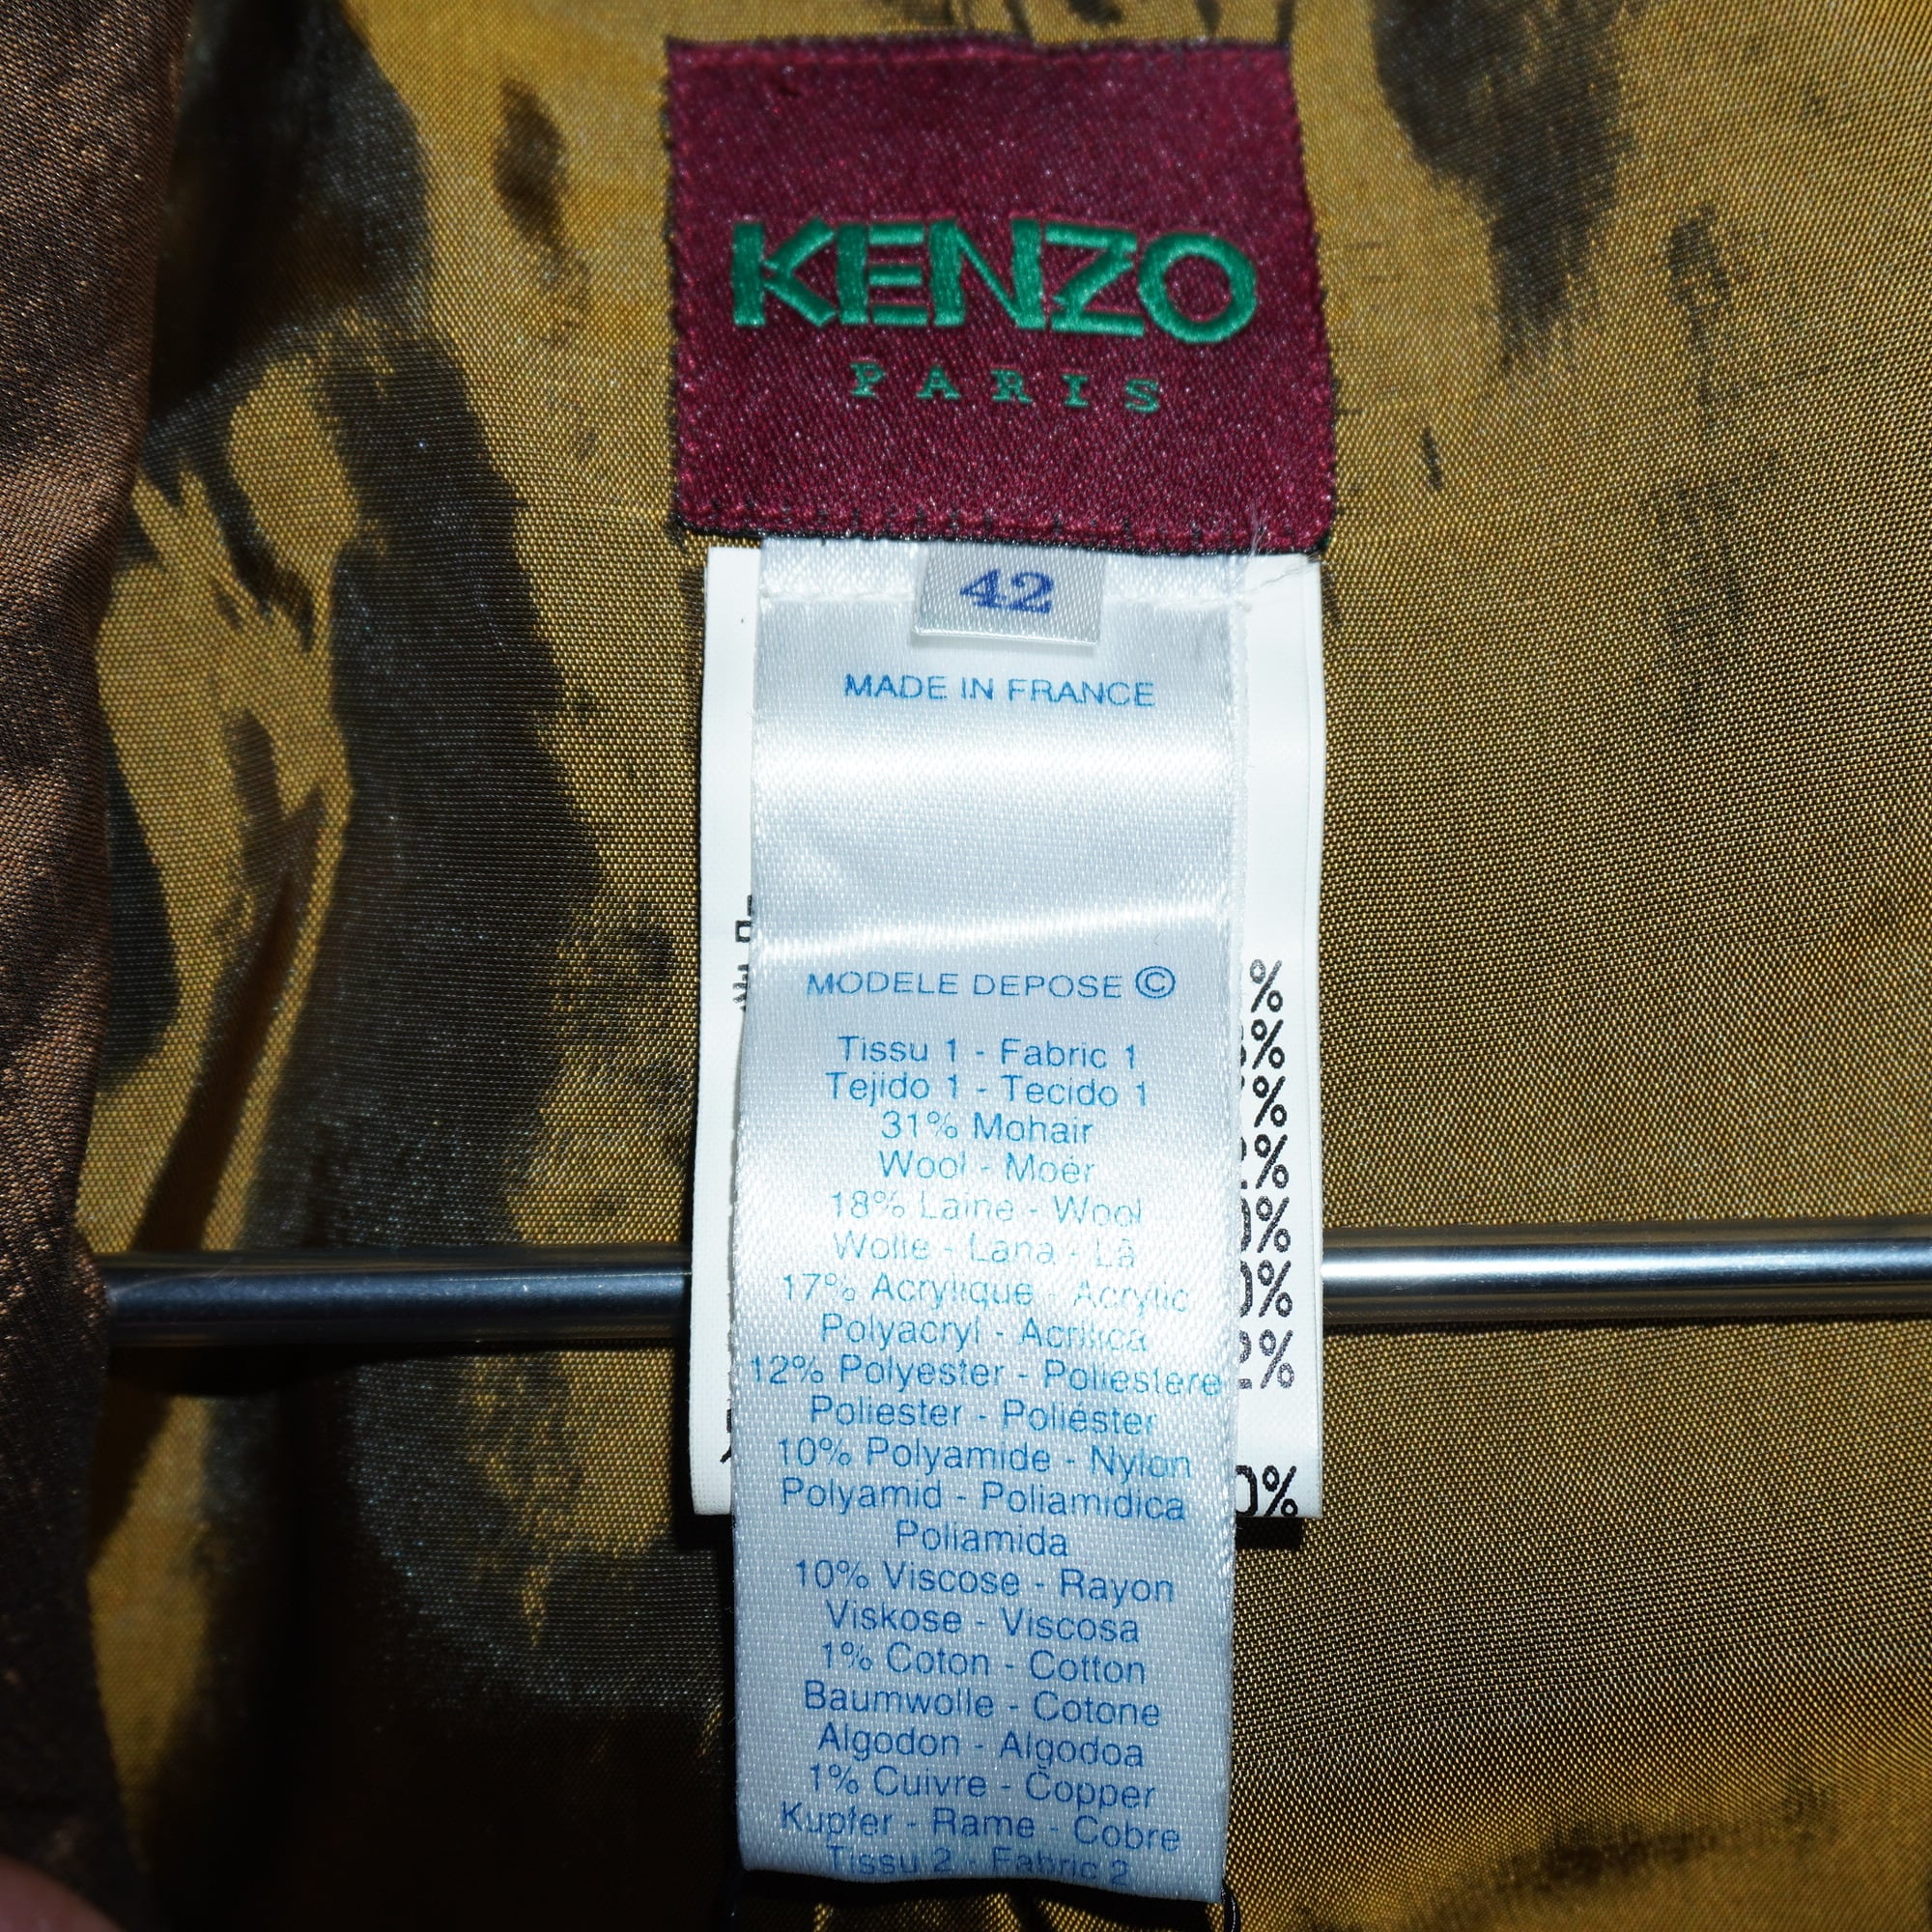 KENZO
PARIS
42
MADE IN FRANCE
MODELE DEPOSE ©
Tissu 1 - Fabric 1
Tejido 1 - Tecido 1
31% Mohair
Wool - Moér
18% Laine - Wool
Wolle - Lana - Lã
17% Acrylique - Acrylic
Polyacryl - Acrilica
12% Polyester - Poliestere
Poliester - Poliéster
10% Polyamide - Nylon
Polyamid - Poliamidica
Poliamida
10% Viscose - Rayon
Viskose - Viscosa
1% Coton - Cotton
Baumwolle - Cotone
Algodon - Algodoa
1% Cuivre - Copper
Kupfer - Rame - Cobre
Tissu 2 - Fabric 2